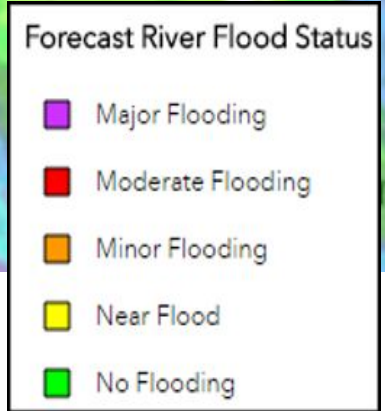 Forecast River Flood Status
Major Flooding
Moderate Flooding
Minor Flooding
Near Flood
No Flooding